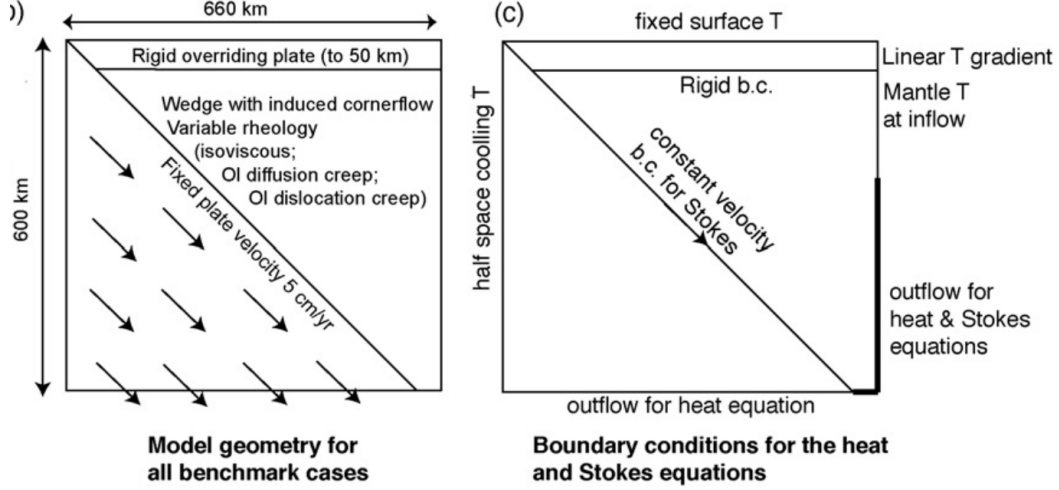 b)
660 km
600 km
Rigid overriding plate (to 50 km)
Wedge with induced cornerflow
Variable rheology
(isoviscous;
Ol diffusion creep;
Ol dislocation creep)
Fixed plate velocity 5 cm/yr
Model geometry for
all benchmark cases
(c)
fixed surface T
Linear T gradient
Rigid b.c.
Mantle T
at inflow
half space coolling T
constant velocity
b.c. for Stokes
outflow for
heat & Stokes
equations
outflow for heat equation
Boundary conditions for the heat
and Stokes equations